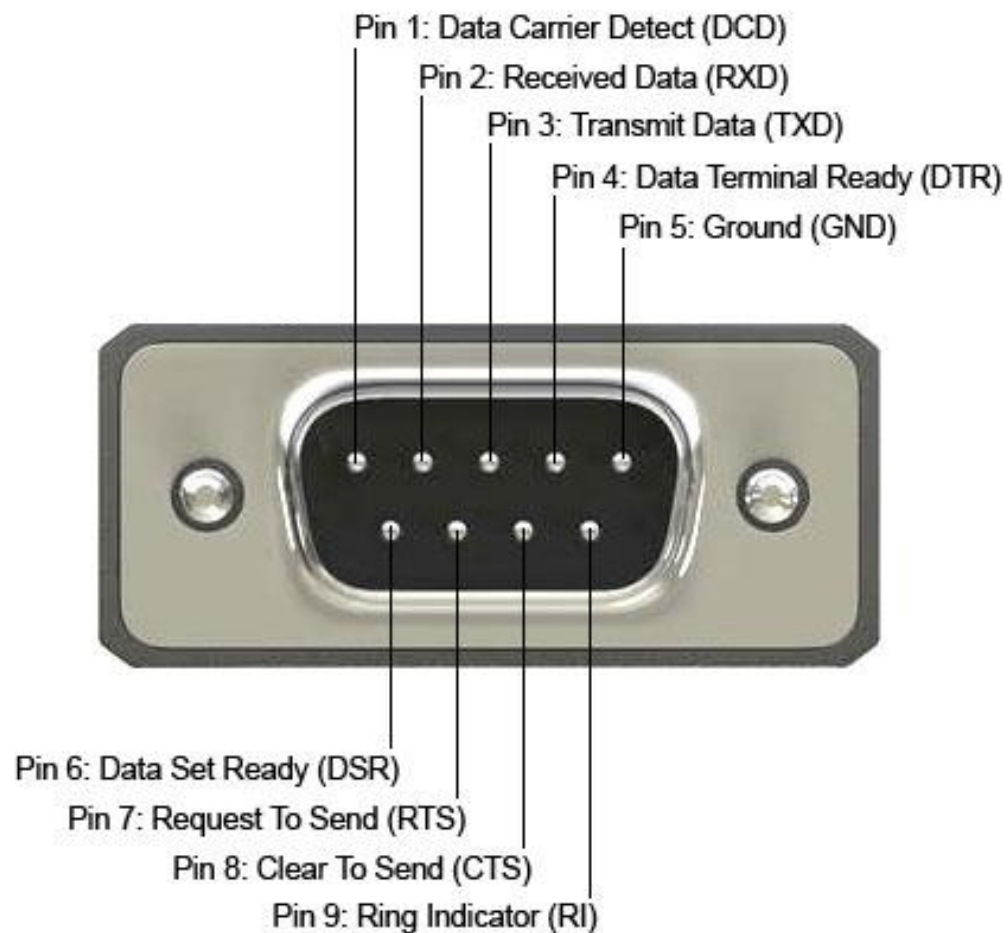 Pin 1: Data Carrier Detect (DCD)
Pin 2: Received Data (RXD)
Pin 3: Transmit Data (TXD)
Pin 4: Data Terminal Ready (DTR)
Pin 5: Ground (GND)
Pin 6: Data Set Ready (DSR)
Pin 7: Request To Send (RTS)
Pin 8: Clear To Send (CTS)
Pin 9: Ring Indicator (RI)